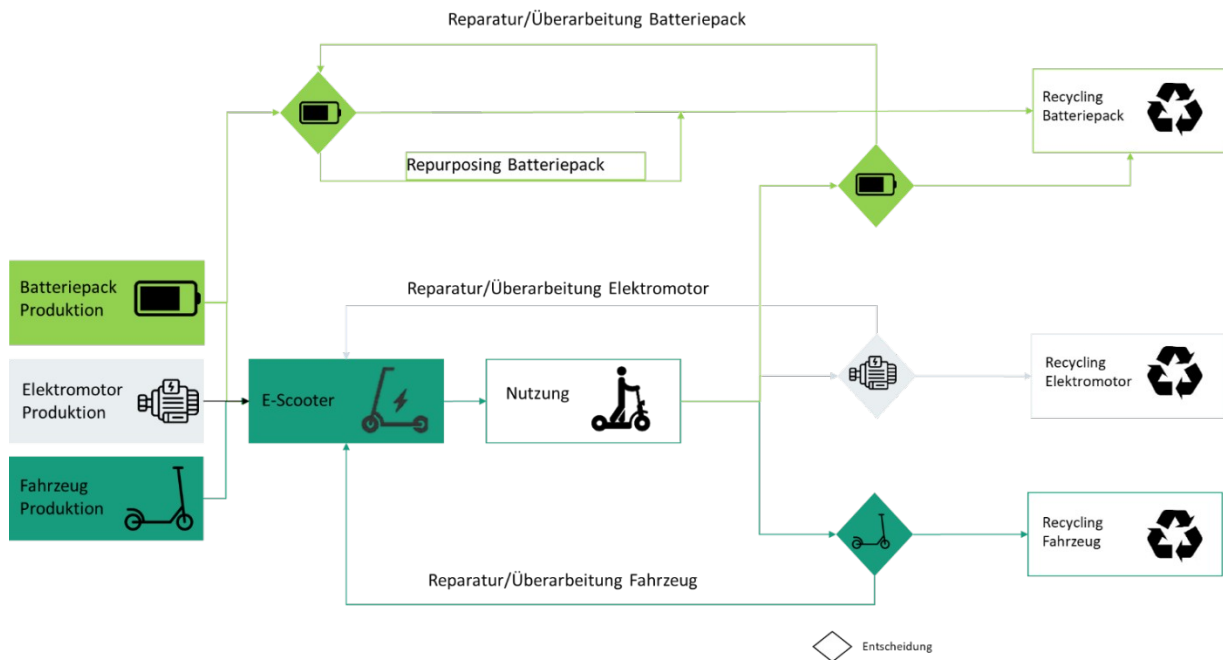 Reparatur/Überarbeitung Batteriepack
Recycling
Batteriepack
Repurposing Batteriepack
Batteriepack
Produktion
Reparatur/Überarbeitung Elektromotor
Elektromotor
Produktion
E-Scooter
Nutzung
Recycling
Elektromotor
Fahrzeug
Produktion
Recycling
Fahrzeug
Reparatur/Überarbeitung Fahrzeug
Entscheidung